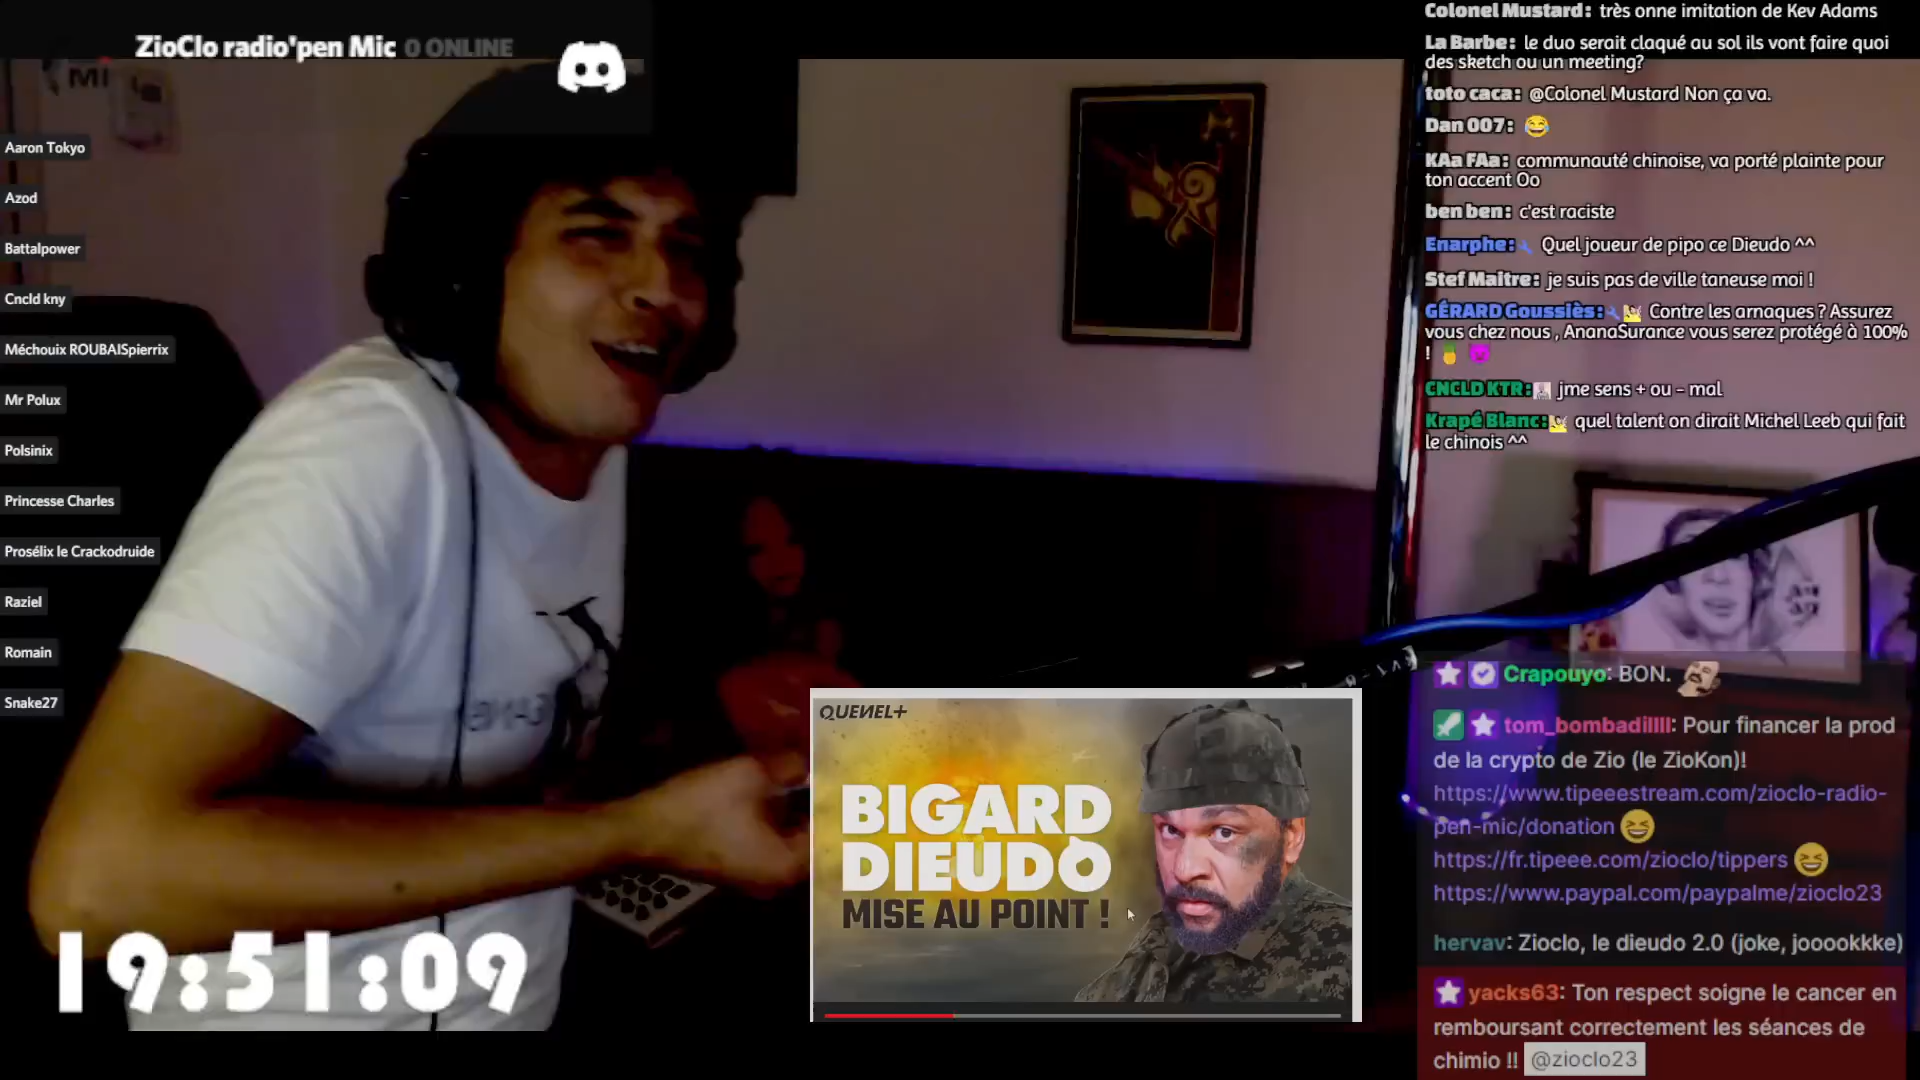 ZioClo radio'pen Mic 0 ONLINE
Aaron Tokyo
Azod
Battalpower
Cncld kny
Méchouix ROUBAISpierrix
Mr Polux
Polsinix
Princesse Charles
Prosélix le Crackodruide
Raziel
Romain
Snake27
19:51:09
QUENEL+
BIGARD
DIEUDO
MISE AU POINT !
Colonel Mustard: très onne imitation de Kev Adams
La Barbe: le duo serait claqué au sol ils vont faire quoi
des sketch ou un meeting?
toto caca: @Colonel Mustard Non ça va.
Dan 007: 😂
KAa FAa: communauté chinoise, va porté plainte pour
ton accent Oo
ben ben: c'est raciste
Enarphe: Quel joueur de pipo ce Dieudo ^^
Stef Maitre: je suis pas de ville taneuse moi !
GÉRARD Goussiès: Contre les arnaques ? Assurez
vous chez nous , AnanaSurance vous serez protégé à 100%
! 🍍 😈
CNCLD KTR: jme sens + ou - mal
Krapé Blanc: quel talent on dirait Michel Leeb qui fait
le chinois ^^
Crapouyo: BON.
tom_bombadillll: Pour financer la prod
de la crypto de Zio (le ZioKon)!
https://www.tipeeestream.com/zioclo-radio-
pen-mic/donation 😆
https://fr.tipeee.com/zioclo/tippers 😆
https://www.paypal.com/paypalme/zioclo23
hervav: Zioclo, le dieudo 2.0 (joke, jooookkke)
yacks63: Ton respect soigne le cancer en
remboursant correctement les séances de
chimio !! @zioclo23